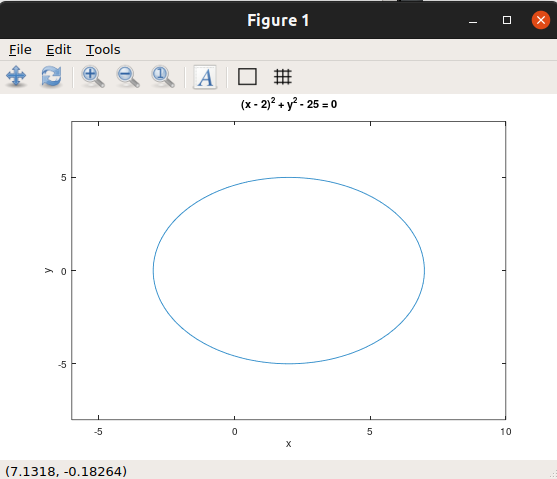 Figure 1
File Edit Tools
A
(x - 2)² + y² - 25 = 0
5
0
-5
y
-5 0 5 10
x
(7.1318, -0.18264)